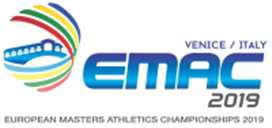 VENICE / ITALY
EMAC
2019
EUROPEAN MASTERS ATHLETICS CHAMPIONSHIPS 2019